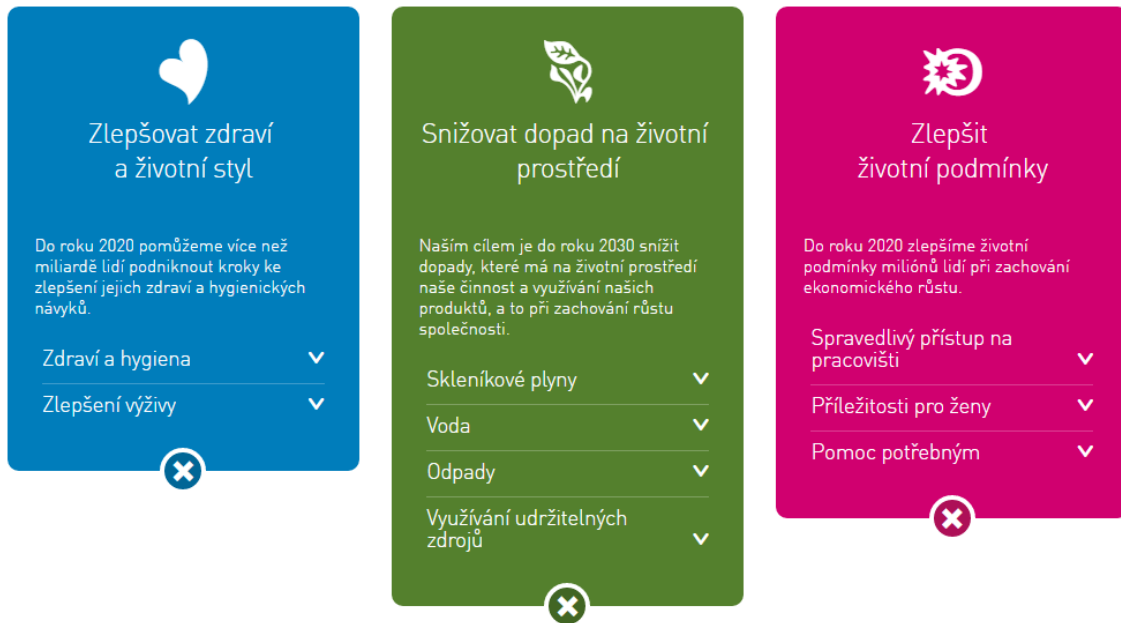 Zlepšovat zdraví
a životní styl
Do roku 2020 pomůžeme více než
miliardě lidí podniknout kroky ke
zlepšení jejich zdraví a hygienických
návyků.
Zdraví a hygiena
Zlepšení výživy
Snižovat dopad na životní
prostředí
Naším cílem je do roku 2030 snížit
dopady, které má na životní prostředí
naše činnost a využívání našich
produktů, a to při zachování růstu
společnosti.
Skleníkové plyny
Voda
Odpady
Využívání udržitelných
zdrojů
Zlepšit
životní podmínky
Do roku 2020 zlepšíme životní
podmínky miliónů lidí při zachování
ekonomického růstu.
Spravedlivý přístup na
pracovišti
Příležitosti pro ženy
Pomoc potřebným